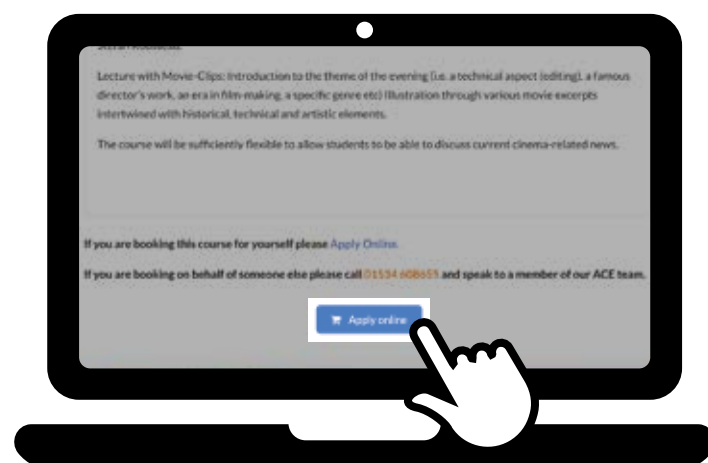 Lecture with Movie-Clips: Introduction to the theme of the evening (i.e. a technical aspect (editing), a famous
director's work, an era in film-making, a specific genre etc) Illustration through various movie excerpts
intertwined with historical, technical and artistic elements.
The course will be sufficiently flexible to allow students to be able to discuss current cinema-related news.
If you are booking this course for yourself please Apply Online.
If you are booking on behalf of someone else please call and speak to a member of our ACE team.
Apply online